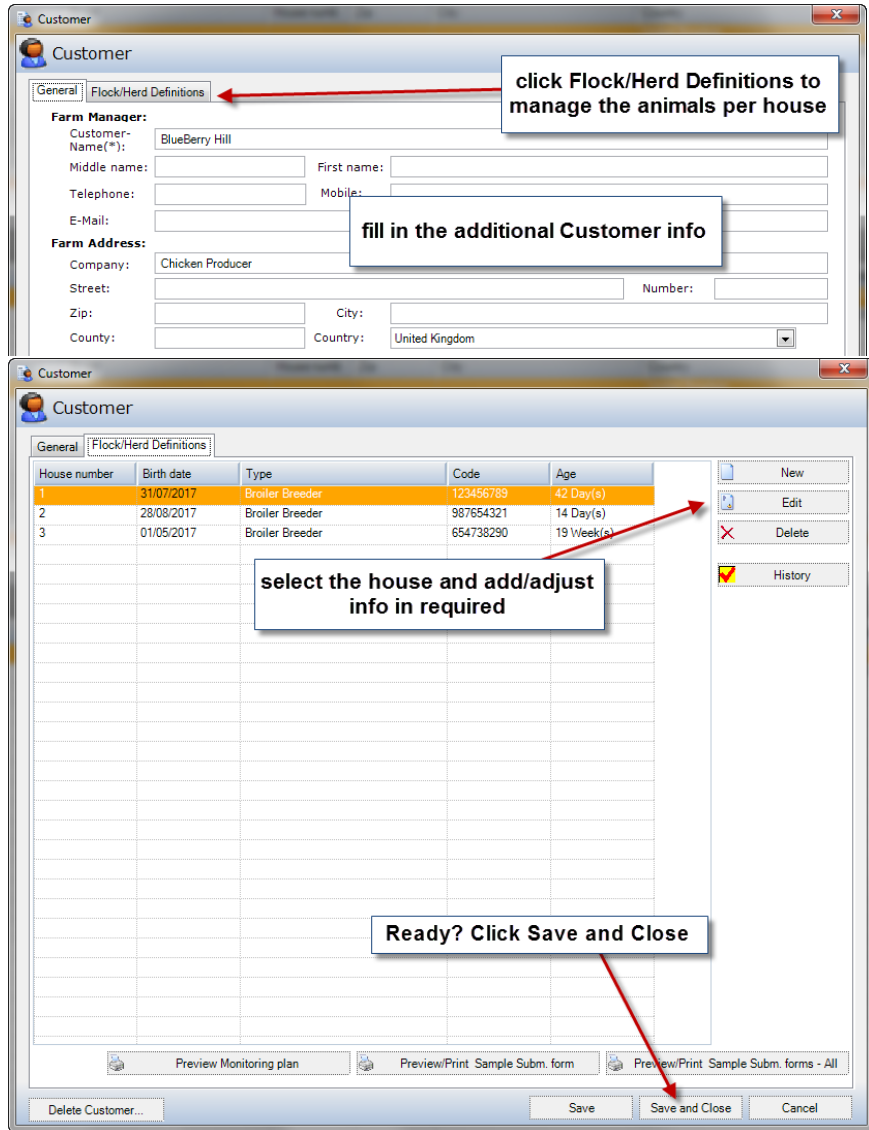 Customer
Customer
General Flock/Herd Definitions
click Flock/Herd Definitions to
manage the animals per house
Farm Manager:
Customer-
Name(*): BlueBerry Hill
Middle name: First name:
Telephone: Mobile:
E-Mail:
fill in the additional Customer info
Farm Address:
Company: Chicken Producer
Street: Number:
Zip: City:
County: Country: United Kingdom
Customer
Customer
General Flock/Herd Definitions
House number Birth date Type Code Age New
1 31/07/2017 Broiler Breeder 123456789 42 Day(s)
2 28/08/2017 Broiler Breeder 987654321 14 Day(s) Edit
3 01/05/2017 Broiler Breeder 654738290 19 Week(s) Delete
History
select the house and add/adjust
info in required
Ready? Click Save and Close
Preview Monitoring plan Preview/Print Sample Subm. form Preview/Print Sample Subm. forms - All
Delete Customer... Save Save and Close Cancel